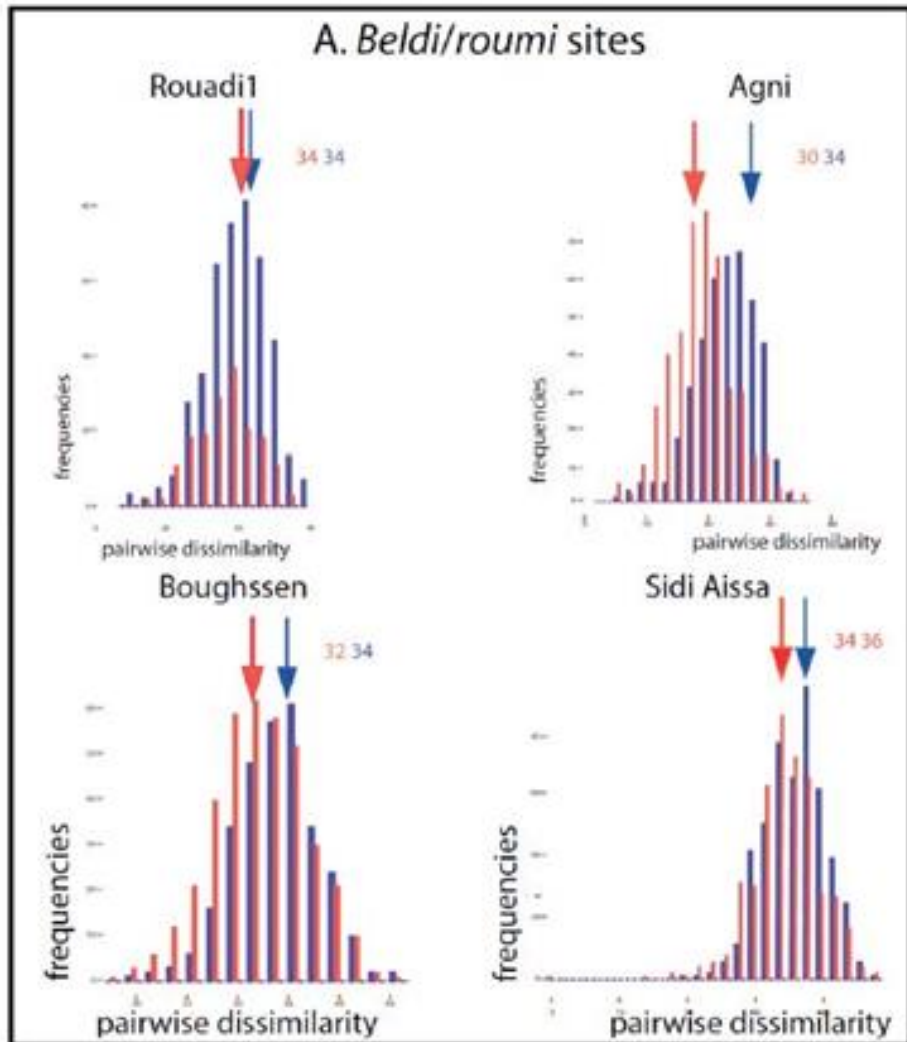 A. Beldi/roumi sites
Rouadi1
34 34
frequencies
pairwise dissimilarity
Agni
30 34
frequencies
pairwise dissimilarity
Boughssen
32 34
frequencies
pairwise dissimilarity
Sidi Aissa
34 36
frequencies
pairwise dissimilarity